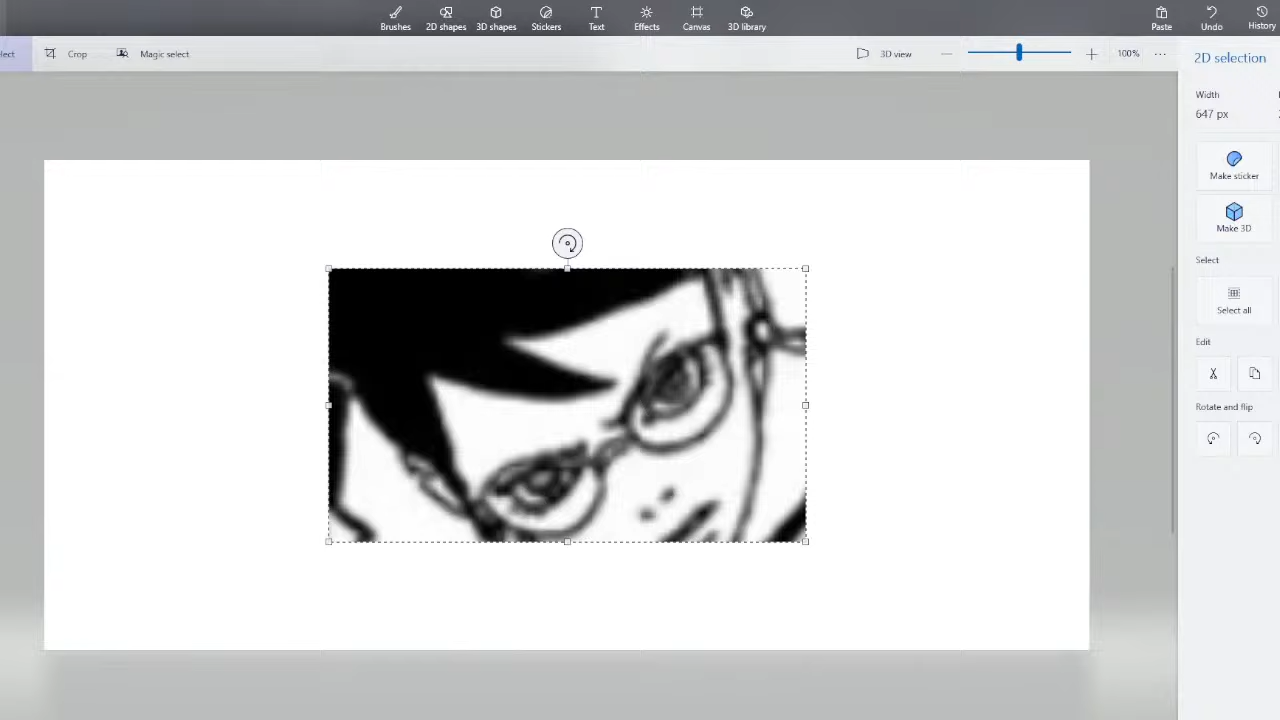 Brushes 2D shapes 3D shapes Stickers Text Effects Canvas 3D library Paste Undo History
Crop Magic select 3D view 100% ...
2D selection
Width
647 px
Make sticker
Make 3D
Select
Select all
Edit
Rotate and flip